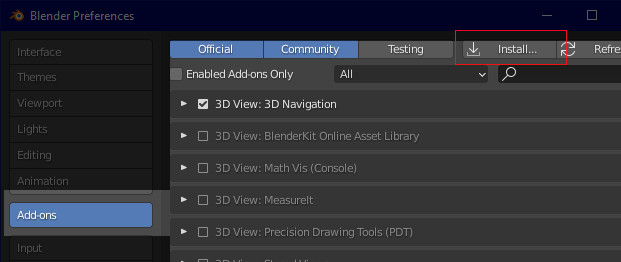 Blender Preferences
Interface
Themes
Viewport
Lights
Editing
Animation
Add-ons
Input
Official Community Testing Install... Refre
Enabled Add-ons Only All
3D View: 3D Navigation
3D View: BlenderKit Online Asset Library
3D View: Math Vis (Console)
3D View: MeasureIt
3D View: Precision Drawing Tools (PDT)